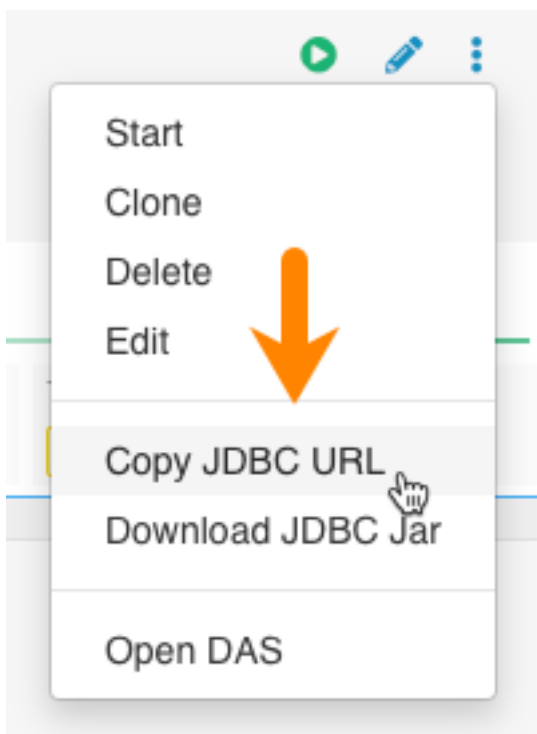 Start
Clone
Delete
Edit
Copy JDBC URL
Download JDBC Jar
Open DAS